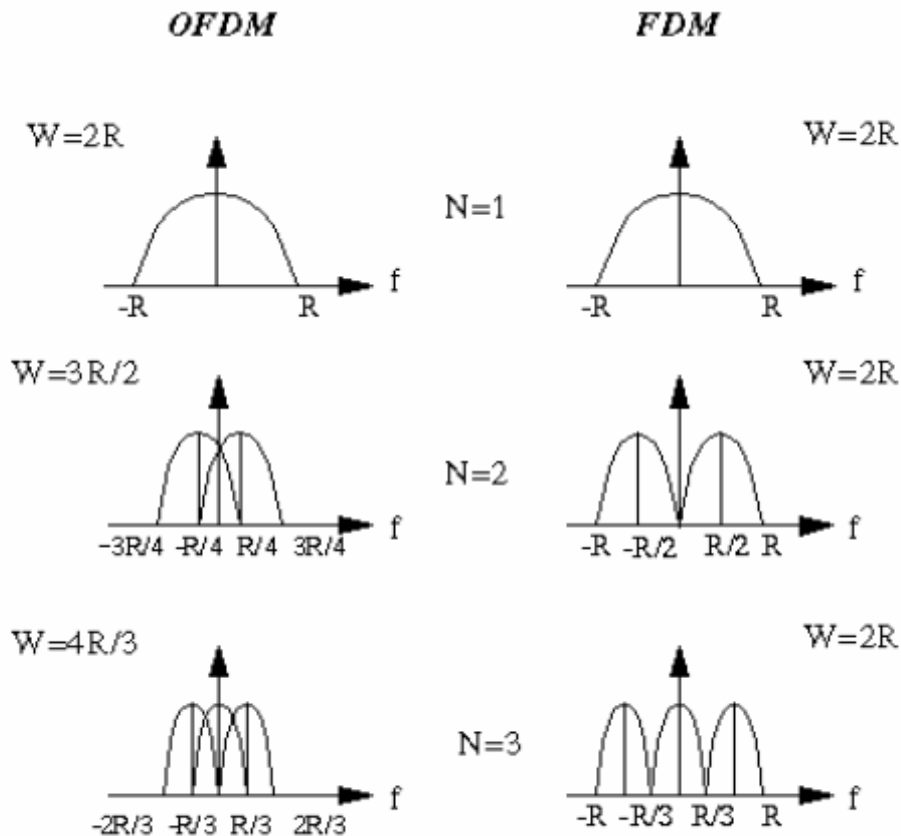 OFDM FDM
W=2R W=2R
N=1
f f
-R R -R R
W=3R/2 W=2R
N=2
f f
-3R/4 -R/4 R/4 3R/4 -R -R/2 R/2 R
W=4R/3 W=2R
N=3
f f
-2R/3 -R/3 R/3 2R/3 -R -R/3 R/3 R